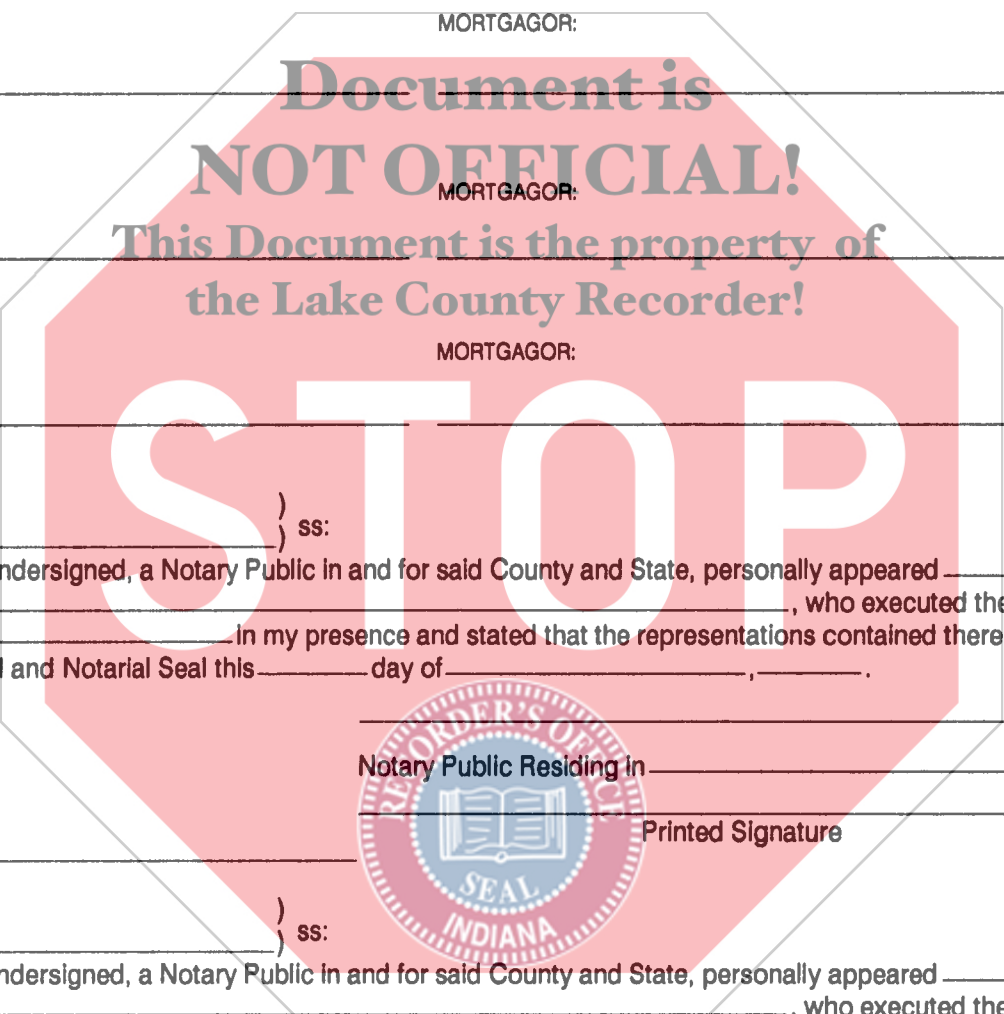 MORTGAGOR:
Document is
NOT OFFICIAL!
MORTGAGOR:
This Document is the property of
the Lake County Recorder!
MORTGAGOR:
STOP
)
) ss:
ndersigned, a Notary Public in and for said County and State, personally appeared
, who executed the
in my presence and stated that the representations contained there
and Notarial Seal this day of , .
RECORDER'S OFFICE
Notary Public Residing in
Printed Signature
SEAL
INDIANA
)
) ss:
ndersigned, a Notary Public in and for said County and State, personally appeared
, who executed the